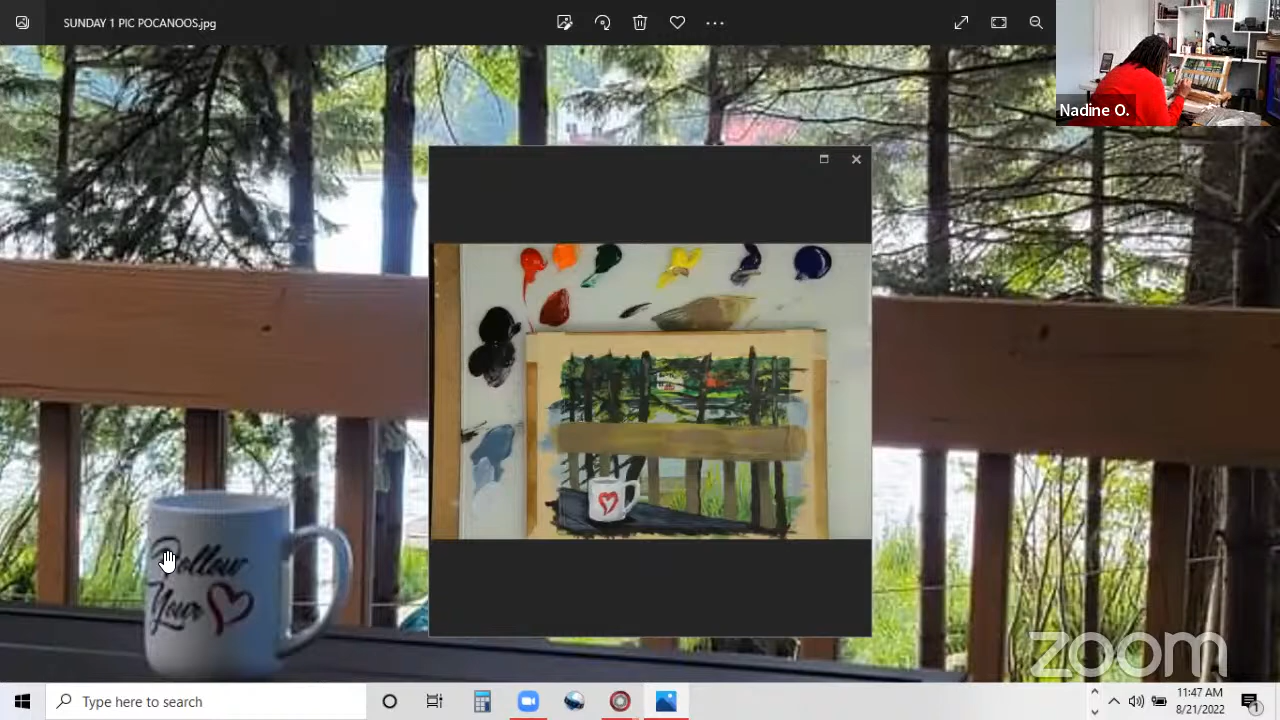 SUNDAY 1 PIC POCANOOS.jpg
Nadine O.
Follow
Your
zoom
Type here to search
11:47 AM
8/21/2022
1